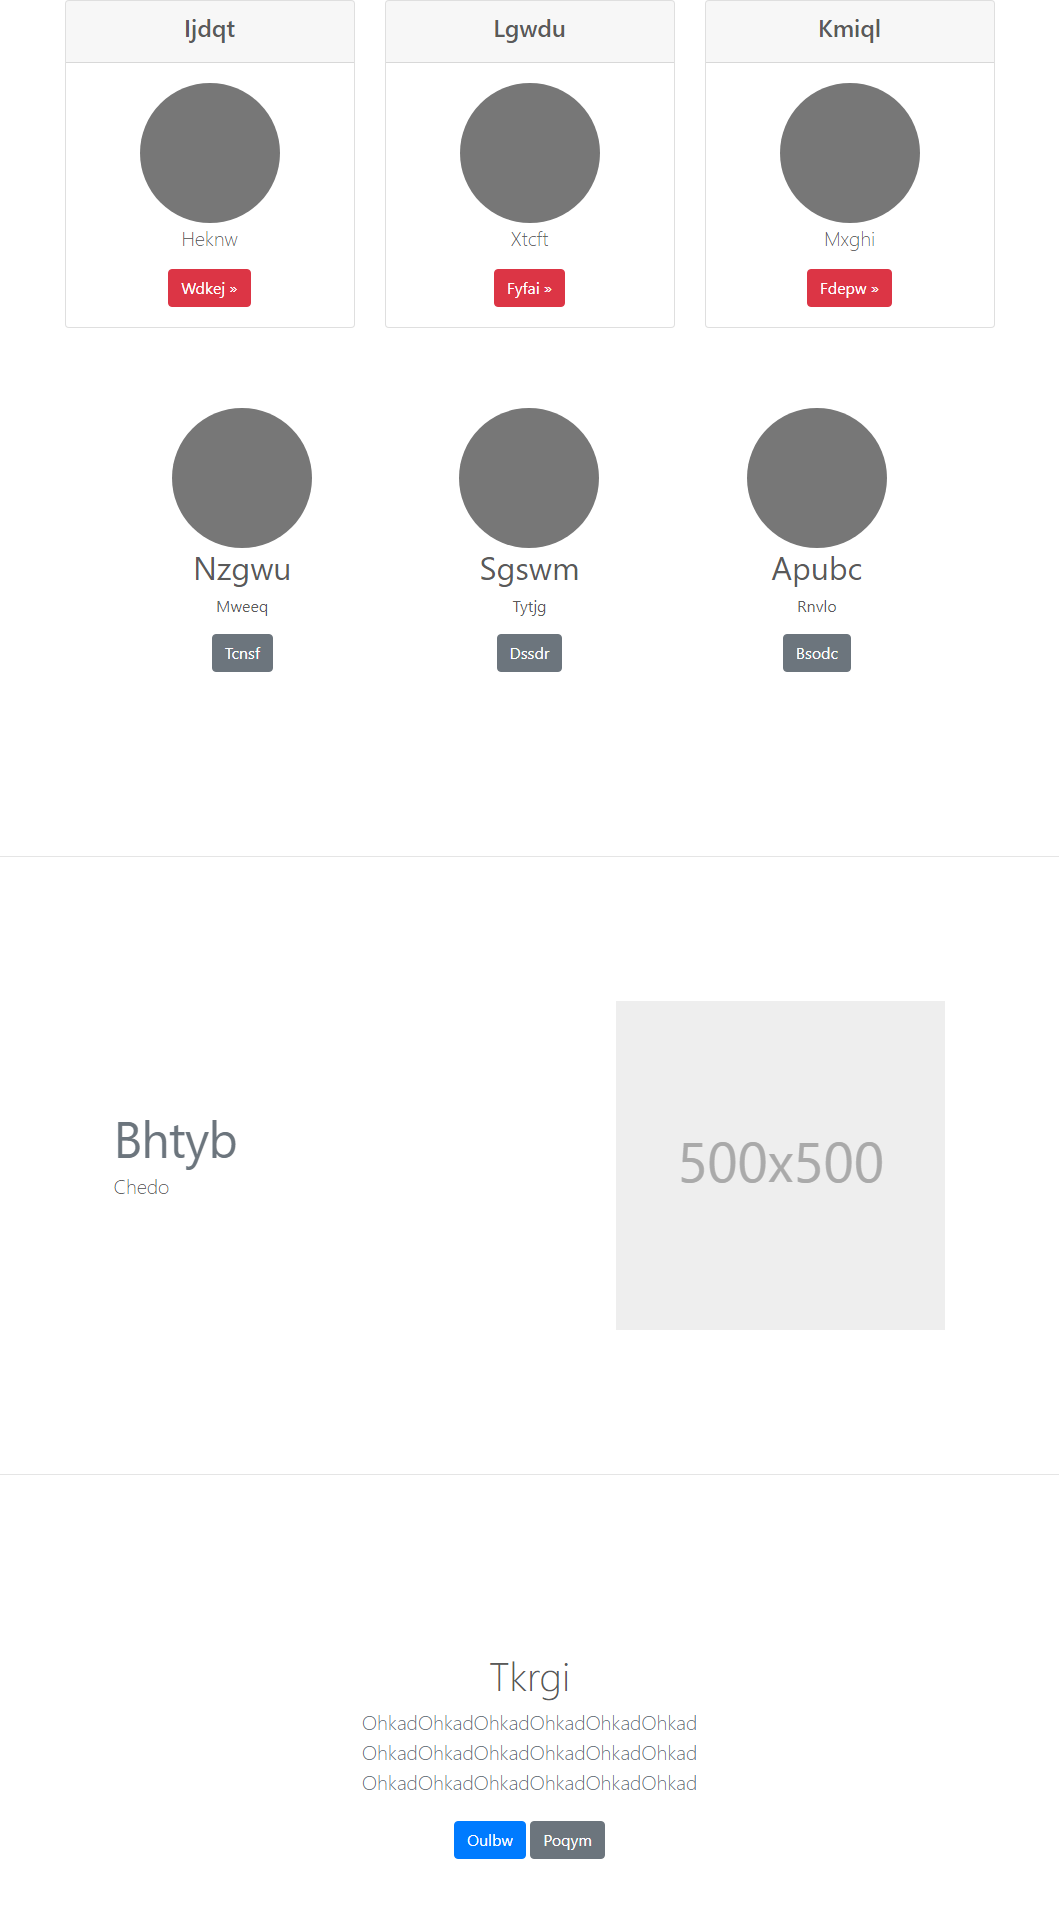 Ijdqt
Lgwdu
Kmiql
Heknw
Xtcft
Mxghi
Wdkej »
Fyfai »
Fdepw »
Nzgwu
Sgswm
Apubc
Mweeq
Tytjg
Rnvlo
Tcnsf
Dssdr
Bsodc
Bhtyb
Chedo
500x500
Tkrgi
OhkadOhkadOhkadOhkadOhkadOhkad
OhkadOhkadOhkadOhkadOhkadOhkad
OhkadOhkadOhkadOhkadOhkadOhkad
Oulbw
Poqym